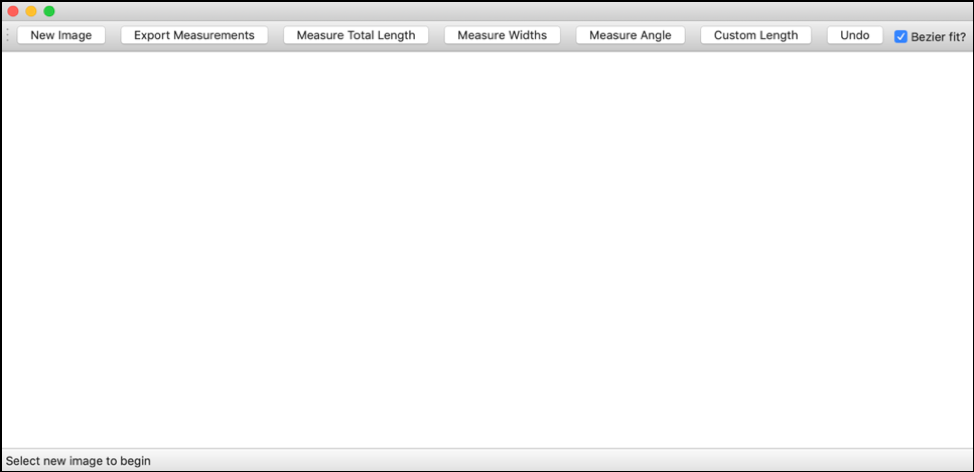 New Image Export Measurements Measure Total Length Measure Widths Measure Angle Custom Length Undo Bezier fit?
Select new image to begin